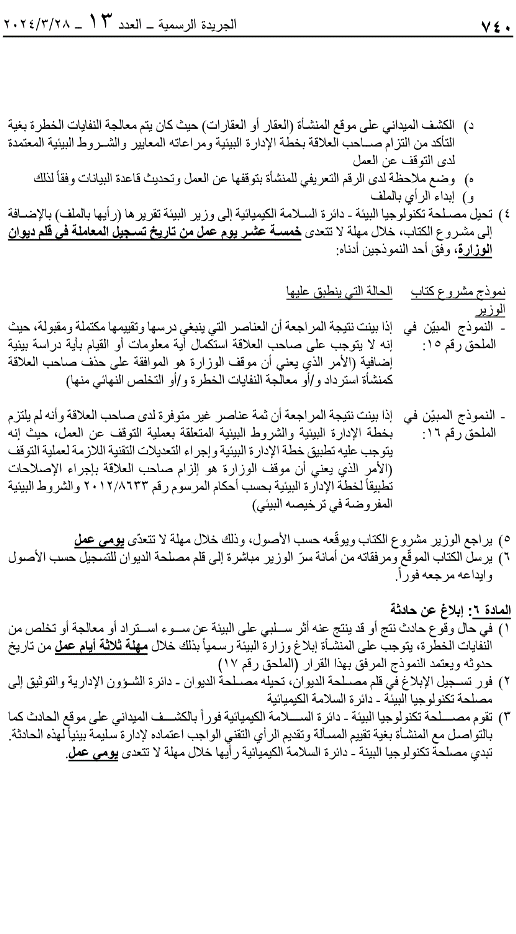 ٧٤٠
الجريدة الرسمية ــ العدد ١٣ ــ ٢٠٢٤/٣/٢٨
د) الكشف الميداني على موقع المنشأة (العقار أو العقارات) حيث كان يتم معالجة النفايات الخطرة بغية
التأكد من التزام صاحب العلاقة بخطة الإدارة البيئية ومراعاته المعايير والشروط البيئية المعتمدة
لدى التوقف عن العمل
ه) وضع ملاحظة لدى الرقم التعريفي للمنشأة بتوقفها عن العمل وتحديث قاعدة البيانات وفقاً لذلك
و) إبداء الرأي بالملف
٤) تحيل مصلحة تكنولوجيا البيئة - دائرة السلامة الكيميائية إلى وزير البيئة تقريرها (رأيها بالملف) بالإضافة
إلى مشروع الكتاب، خلال مهلة لا تتعدى خمسة عشر يوم عمل من تاريخ تسجيل المعاملة في قلم ديوان
الوزارة، وفق أحد النموذجين أدناه:
نموذج مشروع كتاب الحالة التي ينطبق عليها
الوزير
- النموذج المبيّن في إذا بينت نتيجة المراجعة أن العناصر التي ينبغي درسها وتقييمها مكتملة ومقبولة، حيث
الملحق رقم ١٥: إنه لا يتوجب على صاحب العلاقة استكمال أية معلومات أو القيام بأية دراسة بيئية
إضافية (الأمر الذي يعني أن موقف الوزارة هو الموافقة على حذف صاحب العلاقة
كمنشأة استرداد و/أو معالجة النفايات الخطرة و/أو التخلص النهائي منها)
- النموذج المبيّن في إذا بينت نتيجة المراجعة أن ثمة عناصر غير متوفرة لدى صاحب العلاقة وأنه لم يلتزم
الملحق رقم ١٦: بخطة الإدارة البيئية والشروط البيئية المتعلقة بعملية التوقف عن العمل، حيث إنه
يتوجب عليه تطبيق خطة الإدارة البيئية وإجراء التعديلات التقنية اللازمة لعملية التوقف
(الأمر الذي يعني أن موقف الوزارة هو إلزام صاحب العلاقة بإجراء الإصلاحات
تطبيقاً لخطة الإدارة البيئية بحسب أحكام المرسوم رقم ٢٠١٢/٨٦٣٣ والشروط البيئية
المفروضة في ترخيصه البيئي)
٥) يراجع الوزير مشروع الكتاب ويوقّعه حسب الأصول، وذلك خلال مهلة لا تتعدّى يومي عمل
٦) يرسل الكتاب الموقّع ومرفقاته من أمانة سرّ الوزير مباشرة إلى قلم مصلحة الديوان للتسجيل حسب الأصول
وايداعه مرجعه فوراً.
المادة ٦: إبلاغ عن حادثة
١) في حال وقوع حادث نتج أو قد ينتج عنه أثر سلبي على البيئة عن سوء استراد أو معالجة أو تخلص من
النفايات الخطرة، يتوجب على المنشأة إبلاغ وزارة البيئة رسمياً بذلك خلال مهلة ثلاثة أيام عمل من تاريخ
حدوثه ويعتمد النموذج المرفق بهذا القرار (الملحق رقم ١٧)
٢) فور تسجيل الإبلاغ في قلم مصلحة الديوان، تحيله مصلحة الديوان - دائرة الشؤون الإدارية والتوثيق إلى
مصلحة تكنولوجيا البيئة - دائرة السلامة الكيميائية
٣) تقوم مصلحة تكنولوجيا البيئة - دائرة السلامة الكيميائية فوراً بالكشف الميداني على موقع الحادث كما
بالتواصل مع المنشأة بغية تقييم المسألة وتقديم الرأي التقني الواجب اعتماده لإدارة سليمة بيئياً لهذه الحادثة.
تبدي مصلحة تكنولوجيا البيئة - دائرة السلامة الكيميائية رأيها خلال مهلة لا تتعدى يومي عمل.